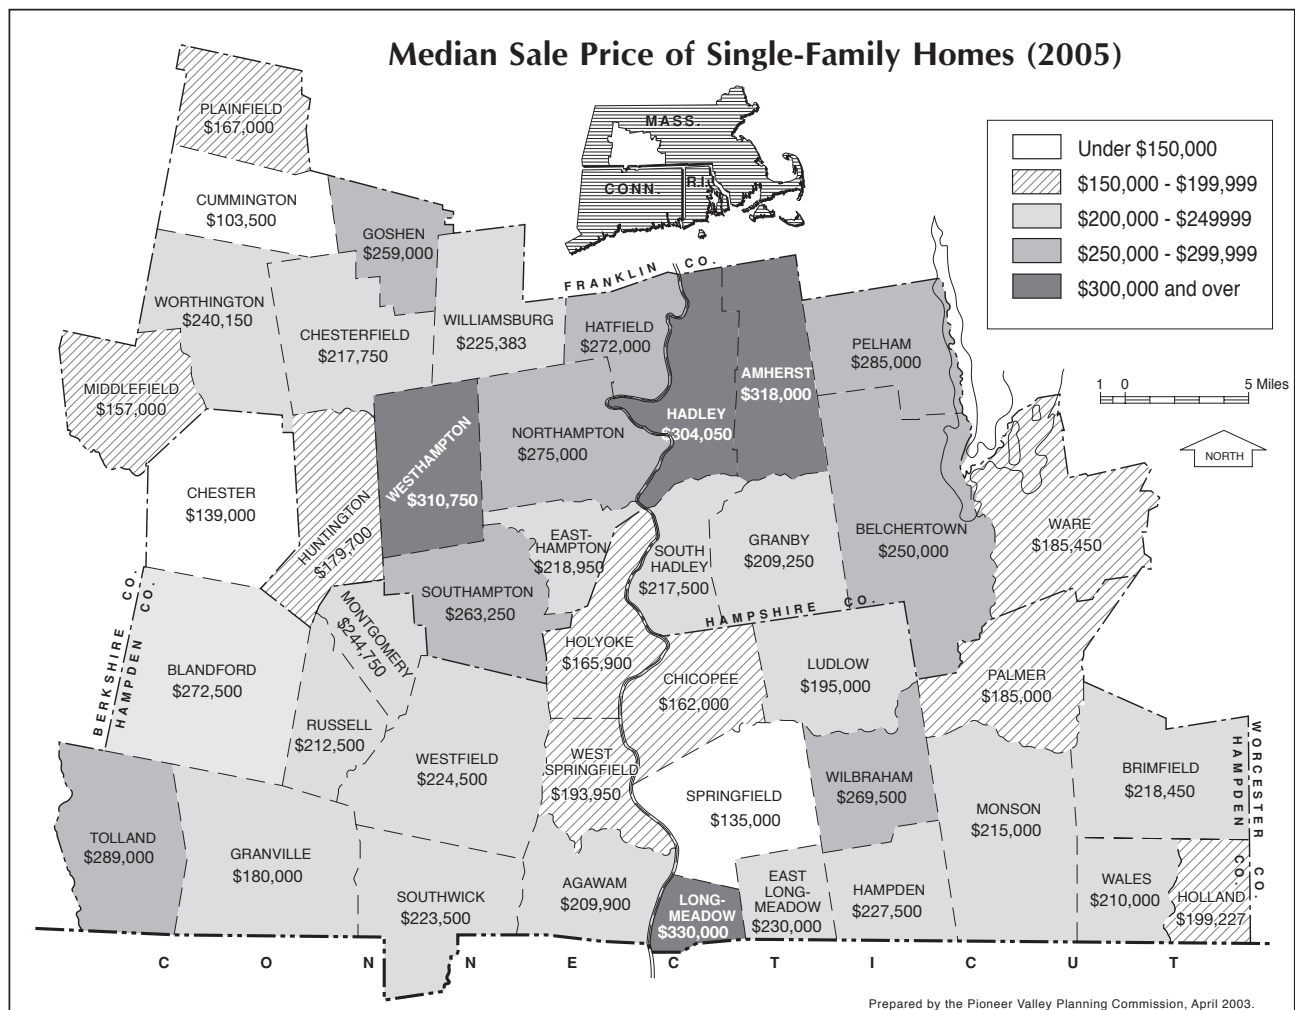 Median Sale Price of Single-Family Homes (2005)
MASS.
CONN.
R.I.
Under $150,000
$150,000 - $199,999
$200,000 - $249999
$250,000 - $299,999
$300,000 and over
1 0 5 Miles
NORTH
PLAINFIELD
$167,000
CUMMINGTON
$103,500
GOSHEN
$259,000
FRANKLIN CO.
WORTHINGTON
$240,150
CHESTERFIELD
$217,750
WILLIAMSBURG
$225,383
HATFIELD
$272,000
PELHAM
$285,000
AMHERST
$318,000
MIDDLEFIELD
$157,000
HADLEY
$304,050
WESTHAMPTON
$310,750
NORTHAMPTON
$275,000
CHESTER
$139,000
HUNTINGTON
$179,700
EAST-
HAMPTON
$218,950
SOUTH
HADLEY
$217,500
GRANBY
$209,250
BELCHERTOWN
$250,000
WARE
$185,450
BERKSHIRE CO.
HAMPDEN CO.
MONTGOMERY
$244,750
SOUTHAMPTON
$263,250
HAMPSHIRE CO.
HOLYOKE
$165,900
BLANDFORD
$272,500
CHICOPEE
$162,000
LUDLOW
$195,000
PALMER
$185,000
RUSSELL
$212,500
WESTFIELD
$224,500
WEST
SPRINGFIELD
$193,950
SPRINGFIELD
$135,000
WILBRAHAM
$269,500
MONSON
$215,000
BRIMFIELD
$218,450
HAMPDEN CO.
WORCESTER CO.
TOLLAND
$289,000
GRANVILLE
$180,000
SOUTHWICK
$223,500
AGAWAM
$209,900
LONG-
MEADOW
$330,000
EAST
LONG-
MEADOW
$230,000
HAMPDEN
$227,500
WALES
$210,000
HOLLAND
$199,227
C O N N E C T I C U T
Prepared by the Pioneer Valley Planning Commission, April 2003.